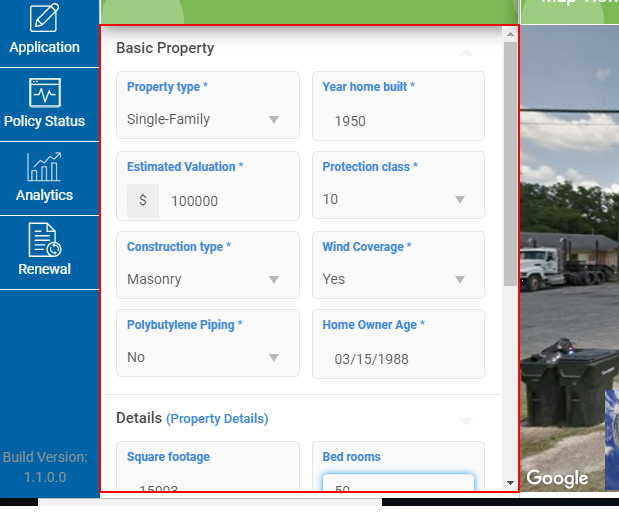 Application
Policy Status
Analytics
Renewal
Build Version:
1.1.0.0
Basic Property
Property type *
Year home built *
Single-Family
1950
Estimated Valuation *
Protection class *
$ 100000
10
Construction type *
Wind Coverage *
Masonry
Yes
Polybutylene Piping *
Home Owner Age *
No
03/15/1988
Details (Property Details)
Square footage
Bed rooms
15003
50
Map View
Google